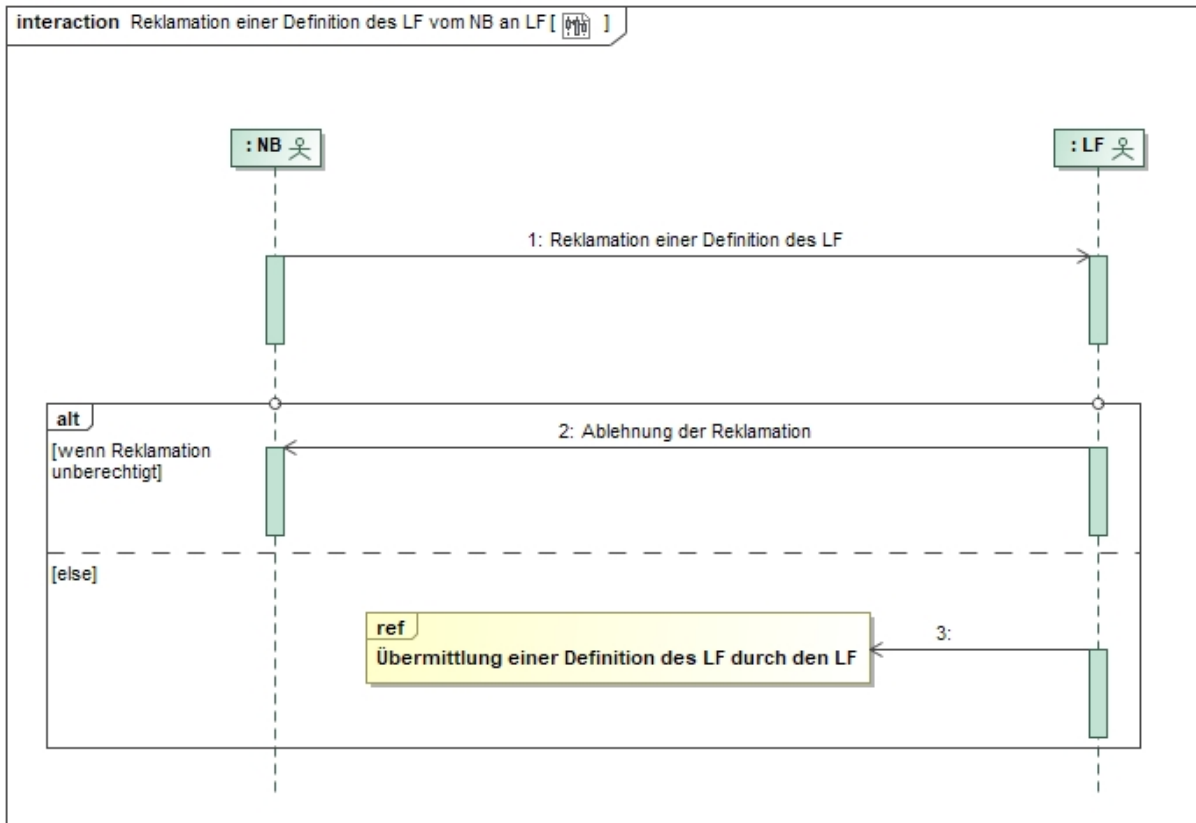 interaction Reklamation einer Definition des LF vom NB an LF [ ]
: NB
: LF
1: Reklamation einer Definition des LF
alt
[wenn Reklamation
unberechtigt]
2: Ablehnung der Reklamation
[else]
ref
Übermittlung einer Definition des LF durch den LF
3: